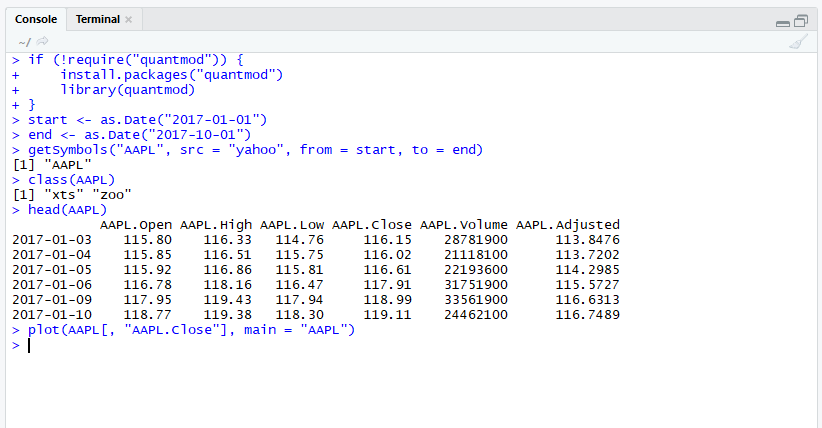 Console Terminal
~/
> if (!require("quantmod")) {
+     install.packages("quantmod")
+     library(quantmod)
+ }
> start <- as.Date("2017-01-01")
> end <- as.Date("2017-10-01")
> getSymbols("AAPL", src = "yahoo", from = start, to = end)
[1] "AAPL"
> class(AAPL)
[1] "xts" "zoo"
> head(AAPL)
           AAPL.Open AAPL.High AAPL.Low AAPL.Close AAPL.Volume AAPL.Adjusted
2017-01-03    115.80    116.33   114.76     116.15    28781900      113.8476
2017-01-04    115.85    116.51   115.75     116.02    21118100      113.7202
2017-01-05    115.92    116.86   115.81     116.61    22193600      114.2985
2017-01-06    116.78    118.16   116.47     117.91    31751900      115.5727
2017-01-09    117.95    119.43   117.94     118.99    33561900      116.6313
2017-01-10    118.77    119.38   118.30     119.11    24462100      116.7489
> plot(AAPL[, "AAPL.Close"], main = "AAPL")
>